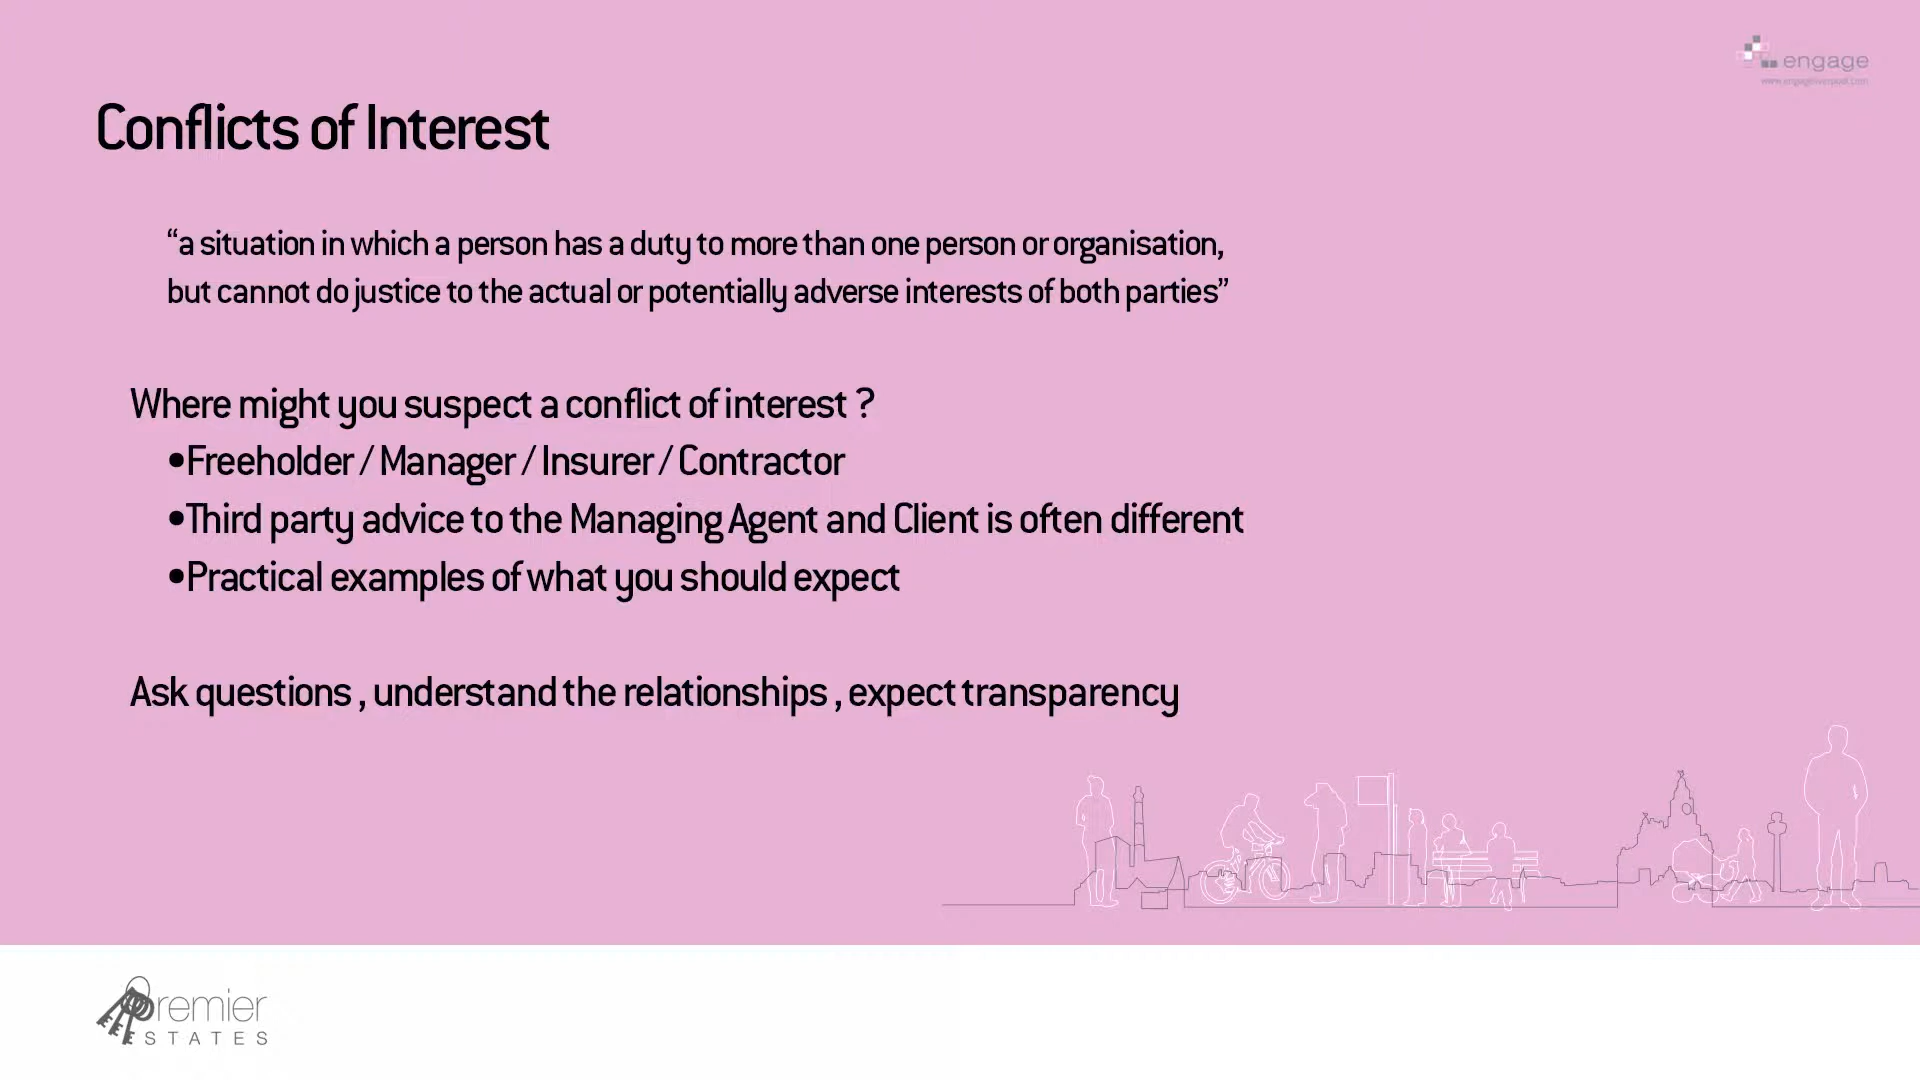 engage
www.engageliverpool.com
Conflicts of Interest
“a situation in which a person has a duty to more than one person or organisation,
but cannot do justice to the actual or potentially adverse interests of both parties”
Where might you suspect a conflict of interest ?
•Freeholder / Manager / Insurer / Contractor
•Third party advice to the Managing Agent and Client is often different
•Practical examples of what you should expect
Ask questions , understand the relationships , expect transparency
Premier
ESTATES